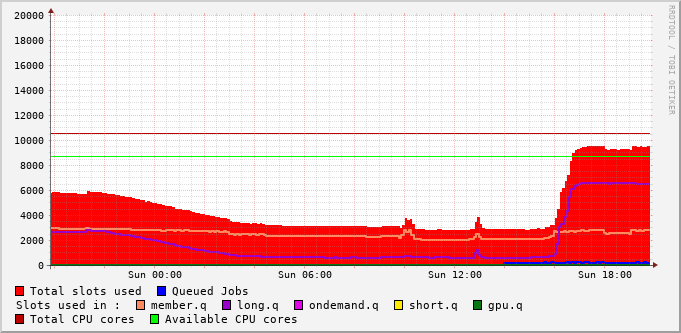 20000
18000
16000
14000
12000
10000
8000
6000
4000
2000
0
Sun 00:00 Sun 06:00 Sun 12:00 Sun 18:00
Total slots used Queued Jobs
Slots used in : member.q long.q ondemand.q short.q gpu.q
Total CPU cores Available CPU cores
RRDTOOL / TOBI OETIKER